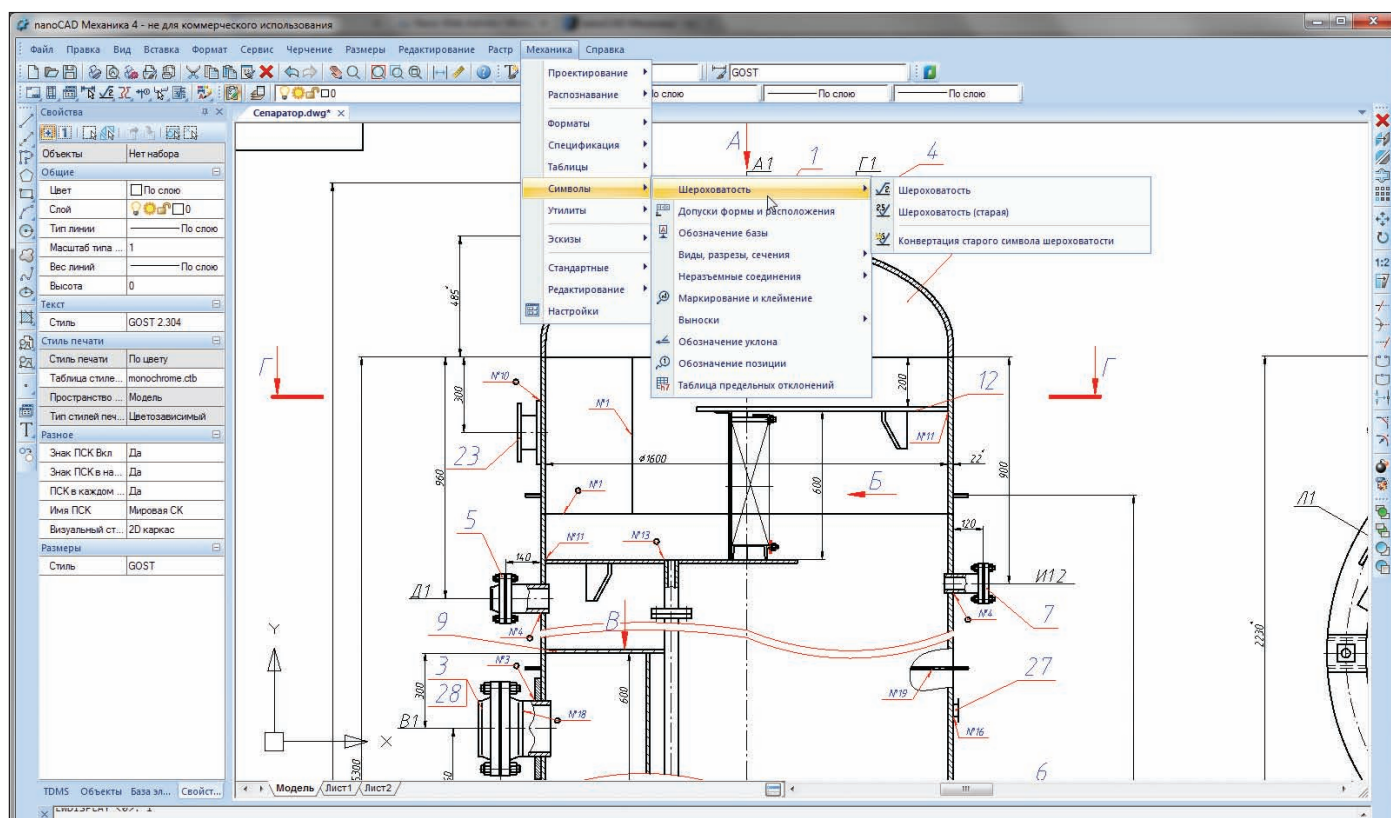 nanoCAD Механика 4 - не для коммерческого использования
Файл Правка Вид Вставка Формат Сервис Черчение Размеры Редактирование Растр Механика Справка
GOST
0
По слою По слою По слою
Свойства
Объекты Нет набора
Общие
Цвет По слою
Слой 0
Тип линии По слою
Масштаб типа ... 1
Вес линий По слою
Высота 0
Текст
Стиль GOST 2.304
Стиль печати
Стиль печати По цвету
Таблица стиле... monochrome.ctb
Пространство ... Модель
Тип стилей печ... Цветозависимый
Разное
Знак ПСК Вкл Да
Знак ПСК в на... Да
ПСК в каждом ... Да
Имя ПСК Мировая СК
Визуальный ст... 2D каркас
Размеры
Стиль GOST
TDMS Объекты База эл... Свойст...
Сепаратор.dwg*
Проектирование
Распознавание
Форматы
Спецификация
Таблицы
Символы
Утилиты
Эскизы
Стандартные
Редактирование
Настройки
Шероховатость
Допуски формы и расположения
Обозначение базы
Виды, разрезы, сечения
Неразъемные соединения
Маркирование и клеймение
Выноски
Обозначение уклона
Обозначение позиции
Таблица предельных отклонений
Шероховатость
Шероховатость (старая)
Конвертация старого символа шероховатости
1:2
А
А1
1
Г1
4
485*
Г
Г
№10
300
№1
200
12
№11
23
Ø1600
22*
960
900
№1
600
Б
Л1
5
№11
№13
120
140
Д1
И1 2
9
№4
В
№4
7
2230*
3
№3
300
28
600
№19
27
№18
В1
№16
Y
X
5300
6
Модель Лист1 Лист2